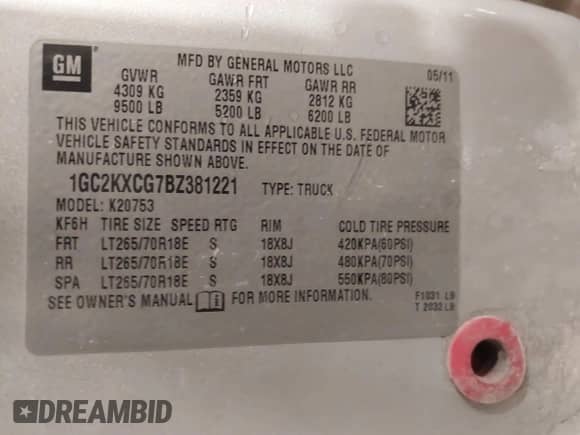 GM
MFD BY GENERAL MOTORS LLC
05/11
GVWR GAWR FRT GAWR RR
4309 KG 2359 KG 2812 KG
9500 LB 5200 LB 6200 LB
THIS VEHICLE CONFORMS TO ALL APPLICABLE U.S. FEDERAL MOTOR
VEHICLE SAFETY STANDARDS IN EFFECT ON THE DATE OF
MANUFACTURE SHOWN ABOVE.
1GC2KXCG7BZ381221 TYPE: TRUCK
MODEL: K20753
KF6H TIRE SIZE SPEED RTG RIM COLD TIRE PRESSURE
FRT LT265/70R18E S 18X8J 420KPA(60PSI)
RR LT265/70R18E S 18X8J 480KPA(70PSI)
SPA LT265/70R18E S 18X8J 550KPA(80PSI)
SEE OWNER'S MANUAL FOR MORE INFORMATION.
F1031 LB
T 2032 LB
DREAMBID